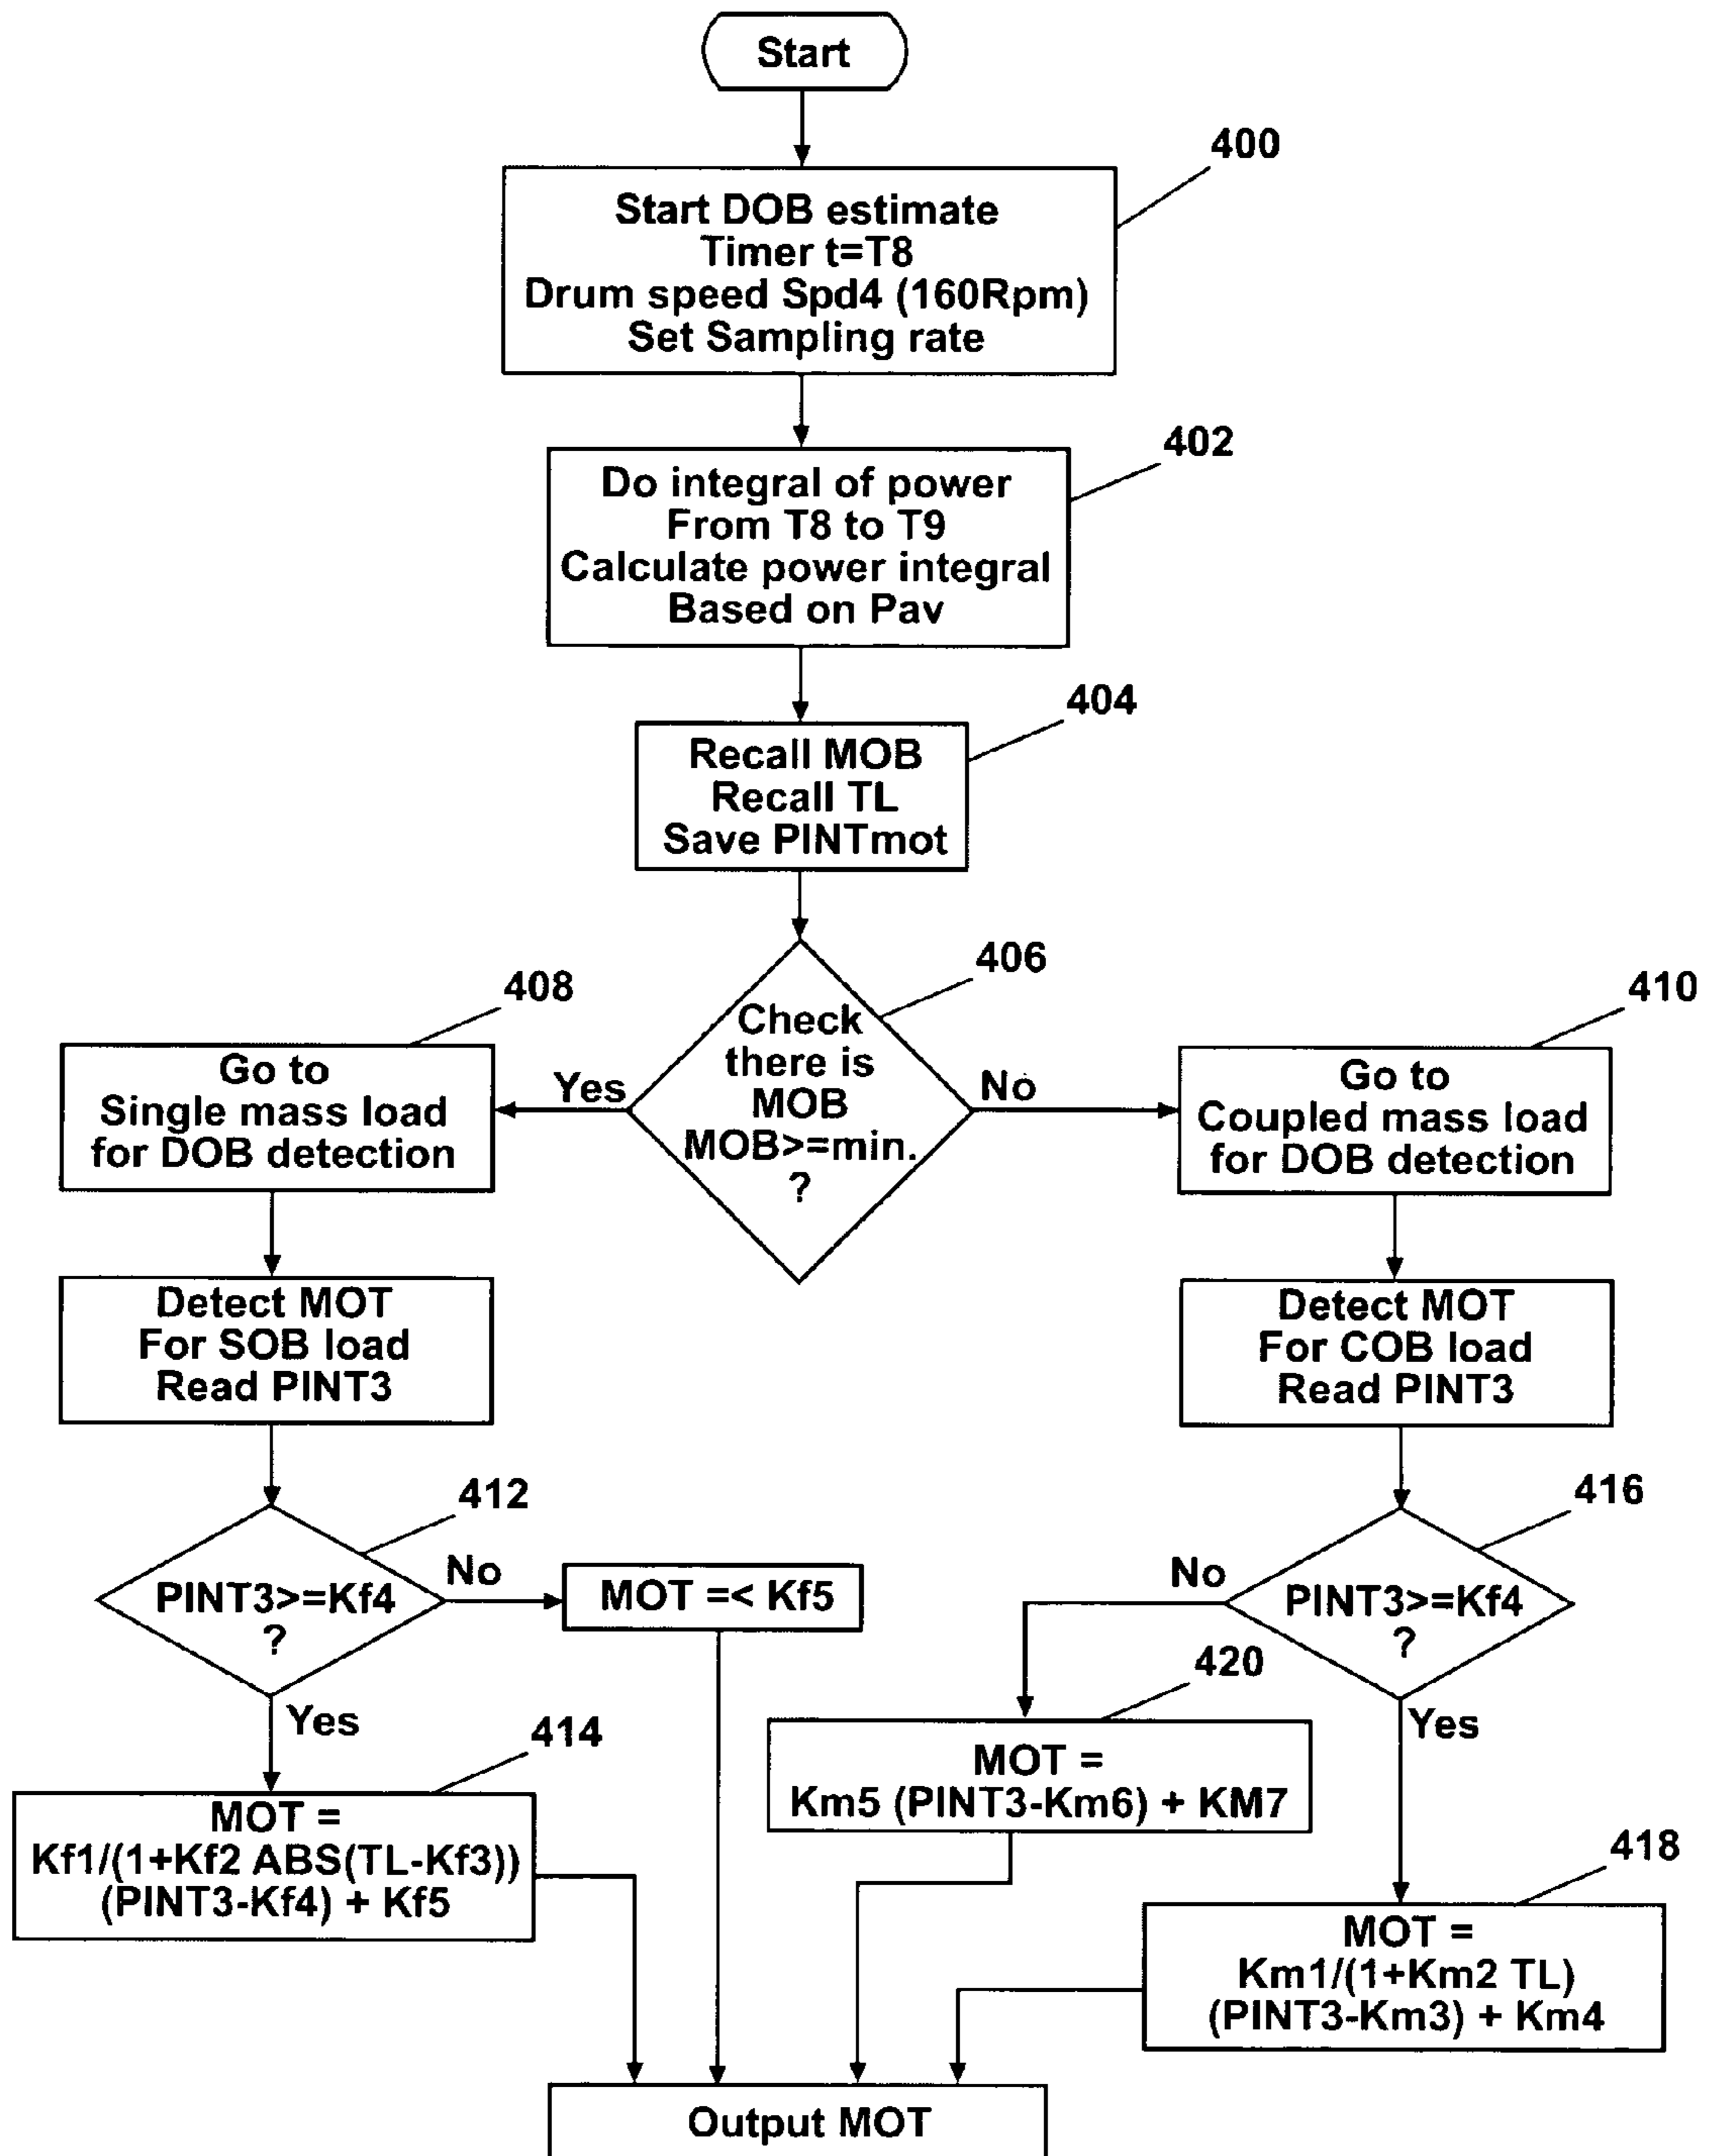 Start
400
Start DOB estimate
Timer t=T8
Drum speed Spd4 (160Rpm)
Set Sampling rate
402
Do integral of power
From T8 to T9
Calculate power integral
Based on Pav
404
Recall MOB
Recall TL
Save PINTmot
406
Check
there is
MOB
MOB>=min.
?
Yes
No
408
Go to
Single mass load
for DOB detection
410
Go to
Coupled mass load
for DOB detection
Detect MOT
For SOB load
Read PINT3
Detect MOT
For COB load
Read PINT3
412
PINT3>=Kf4
?
No
MOT =< Kf5
Yes
414
MOT =
Kf1/(1+Kf2 ABS(TL-Kf3))
(PINT3-Kf4) + Kf5
416
PINT3>=Kf4
?
No
420
MOT =
Km5 (PINT3-Km6) + KM7
Yes
418
MOT =
Km1/(1+Km2 TL)
(PINT3-Km3) + Km4
Output MOT